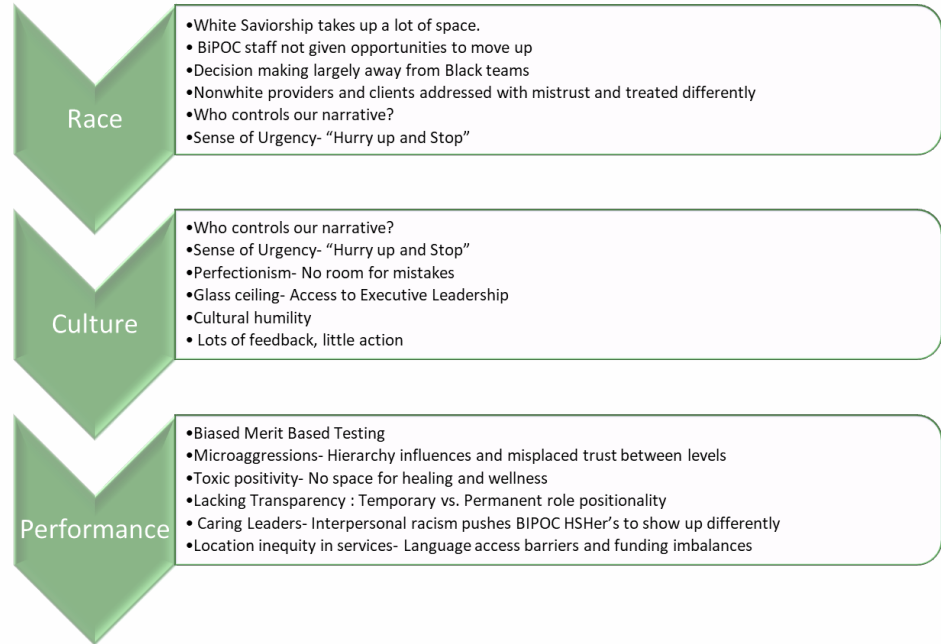 Race
•White Saviorship takes up a lot of space.
• BiPOC staff not given opportunities to move up
•Decision making largely away from Black teams
•Nonwhite providers and clients addressed with mistrust and treated differently
•Who controls our narrative?
•Sense of Urgency- “Hurry up and Stop”
Culture
•Who controls our narrative?
•Sense of Urgency- “Hurry up and Stop”
•Perfectionism- No room for mistakes
•Glass ceiling- Access to Executive Leadership
•Cultural humility
• Lots of feedback, little action
Performance
•Biased Merit Based Testing
•Microaggressions- Hierarchy influences and misplaced trust between levels
•Toxic positivity- No space for healing and wellness
•Lacking Transparency : Temporary vs. Permanent role positionality
• Caring Leaders- Interpersonal racism pushes BIPOC HSHer’s to show up differently
•Location inequity in services- Language access barriers and funding imbalances